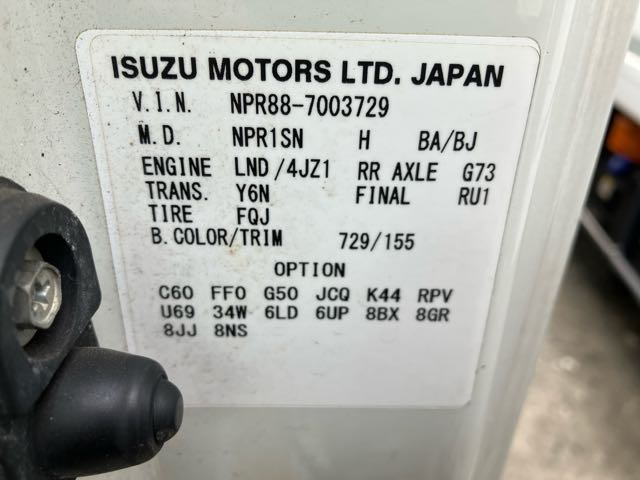 ISUZU MOTORS LTD. JAPAN
V.I.N. NPR88-7003729
M.D. NPR1SN H BA/BJ
ENGINE LND/4JZ1 RR AXLE G73
TRANS. Y6N FINAL RU1
TIRE FQJ
B.COLOR/TRIM 729/155
OPTION
C60 FF0 G50 JCQ K44 RPV
U69 34W 6LD 6UP 8BX 8GR
8JJ 8NS